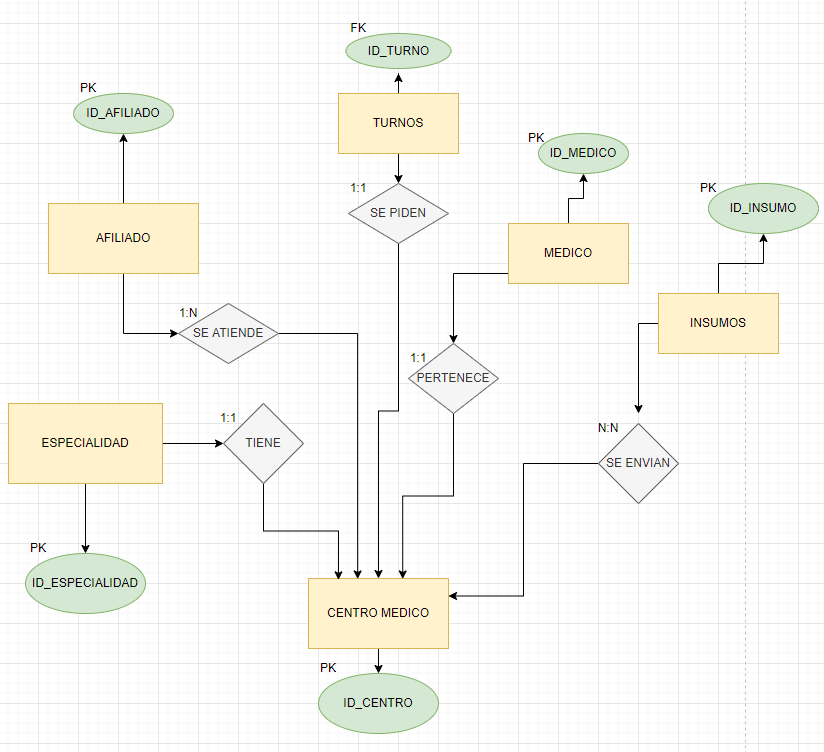 FK
ID_TURNO
PK
ID_AFILIADO
TURNOS
PK
ID_MEDICO
1:1
SE PIDEN
PK
ID_INSUMO
AFILIADO
MEDICO
1:N
SE ATIENDE
INSUMOS
1:1
PERTENECE
1:1
ESPECIALIDAD
TIENE
N:N
SE ENVIAN
PK
ID_ESPECIALIDAD
CENTRO MEDICO
PK
ID_CENTRO